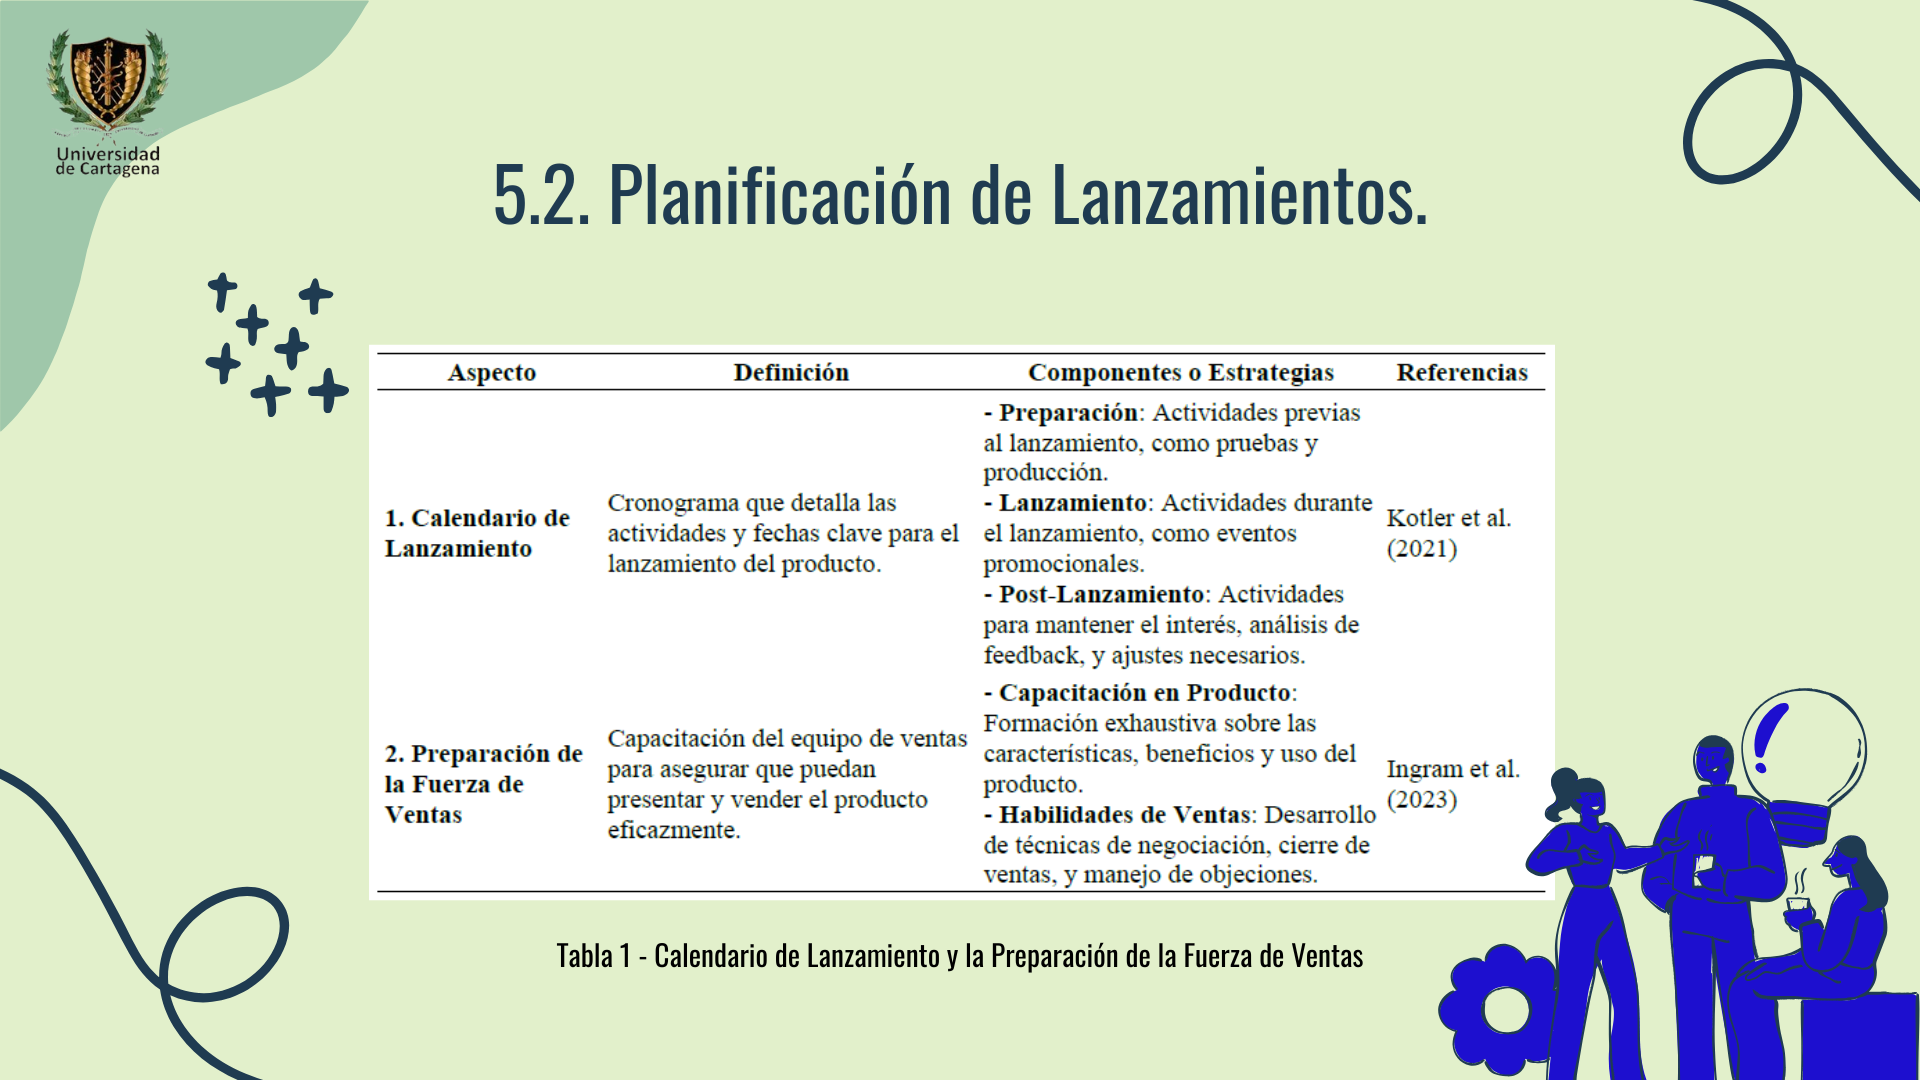 Universidad
de Cartagena
5.2. Planificación de Lanzamientos.
Aspecto Definición Componentes o Estrategias Referencias
1. Calendario de
Lanzamiento
Cronograma que detalla las
actividades y fechas clave para el
lanzamiento del producto.
- Preparación: Actividades previas
al lanzamiento, como pruebas y
producción.
- Lanzamiento: Actividades durante
el lanzamiento, como eventos
promocionales.
- Post-Lanzamiento: Actividades
para mantener el interés, análisis de
feedback, y ajustes necesarios.
Kotler et al.
(2021)
2. Preparación de
la Fuerza de
Ventas
Capacitación del equipo de ventas
para asegurar que puedan
presentar y vender el producto
eficazmente.
- Capacitación en Producto:
Formación exhaustiva sobre las
características, beneficios y uso del
producto.
- Habilidades de Ventas: Desarrollo
de técnicas de negociación, cierre de
ventas, y manejo de objeciones.
Ingram et al.
(2023)
Tabla 1 - Calendario de Lanzamiento y la Preparación de la Fuerza de Ventas